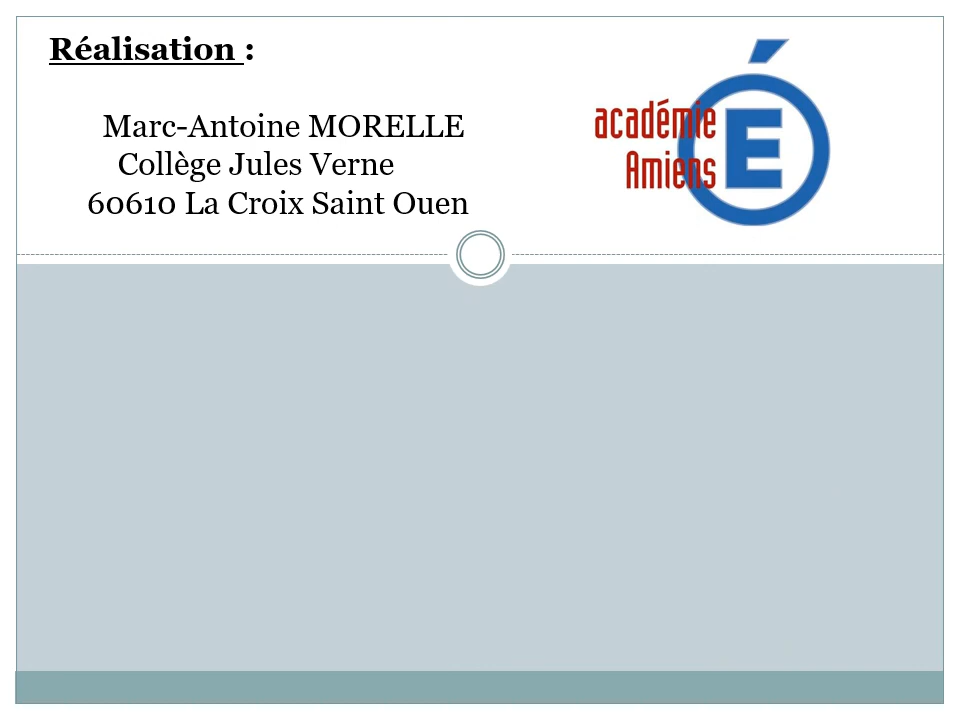 Réalisation :
Marc-Antoine MORELLE
Collège Jules Verne
60610 La Croix Saint Ouen
académie
Amiens
É